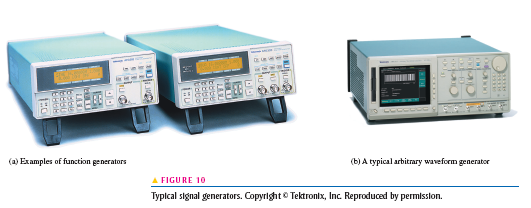 (a) Examples of function generators
(b) A typical arbitrary waveform generator
▲ FIGURE 10
Typical signal generators. Copyright © Tektronix, Inc. Reproduced by permission.